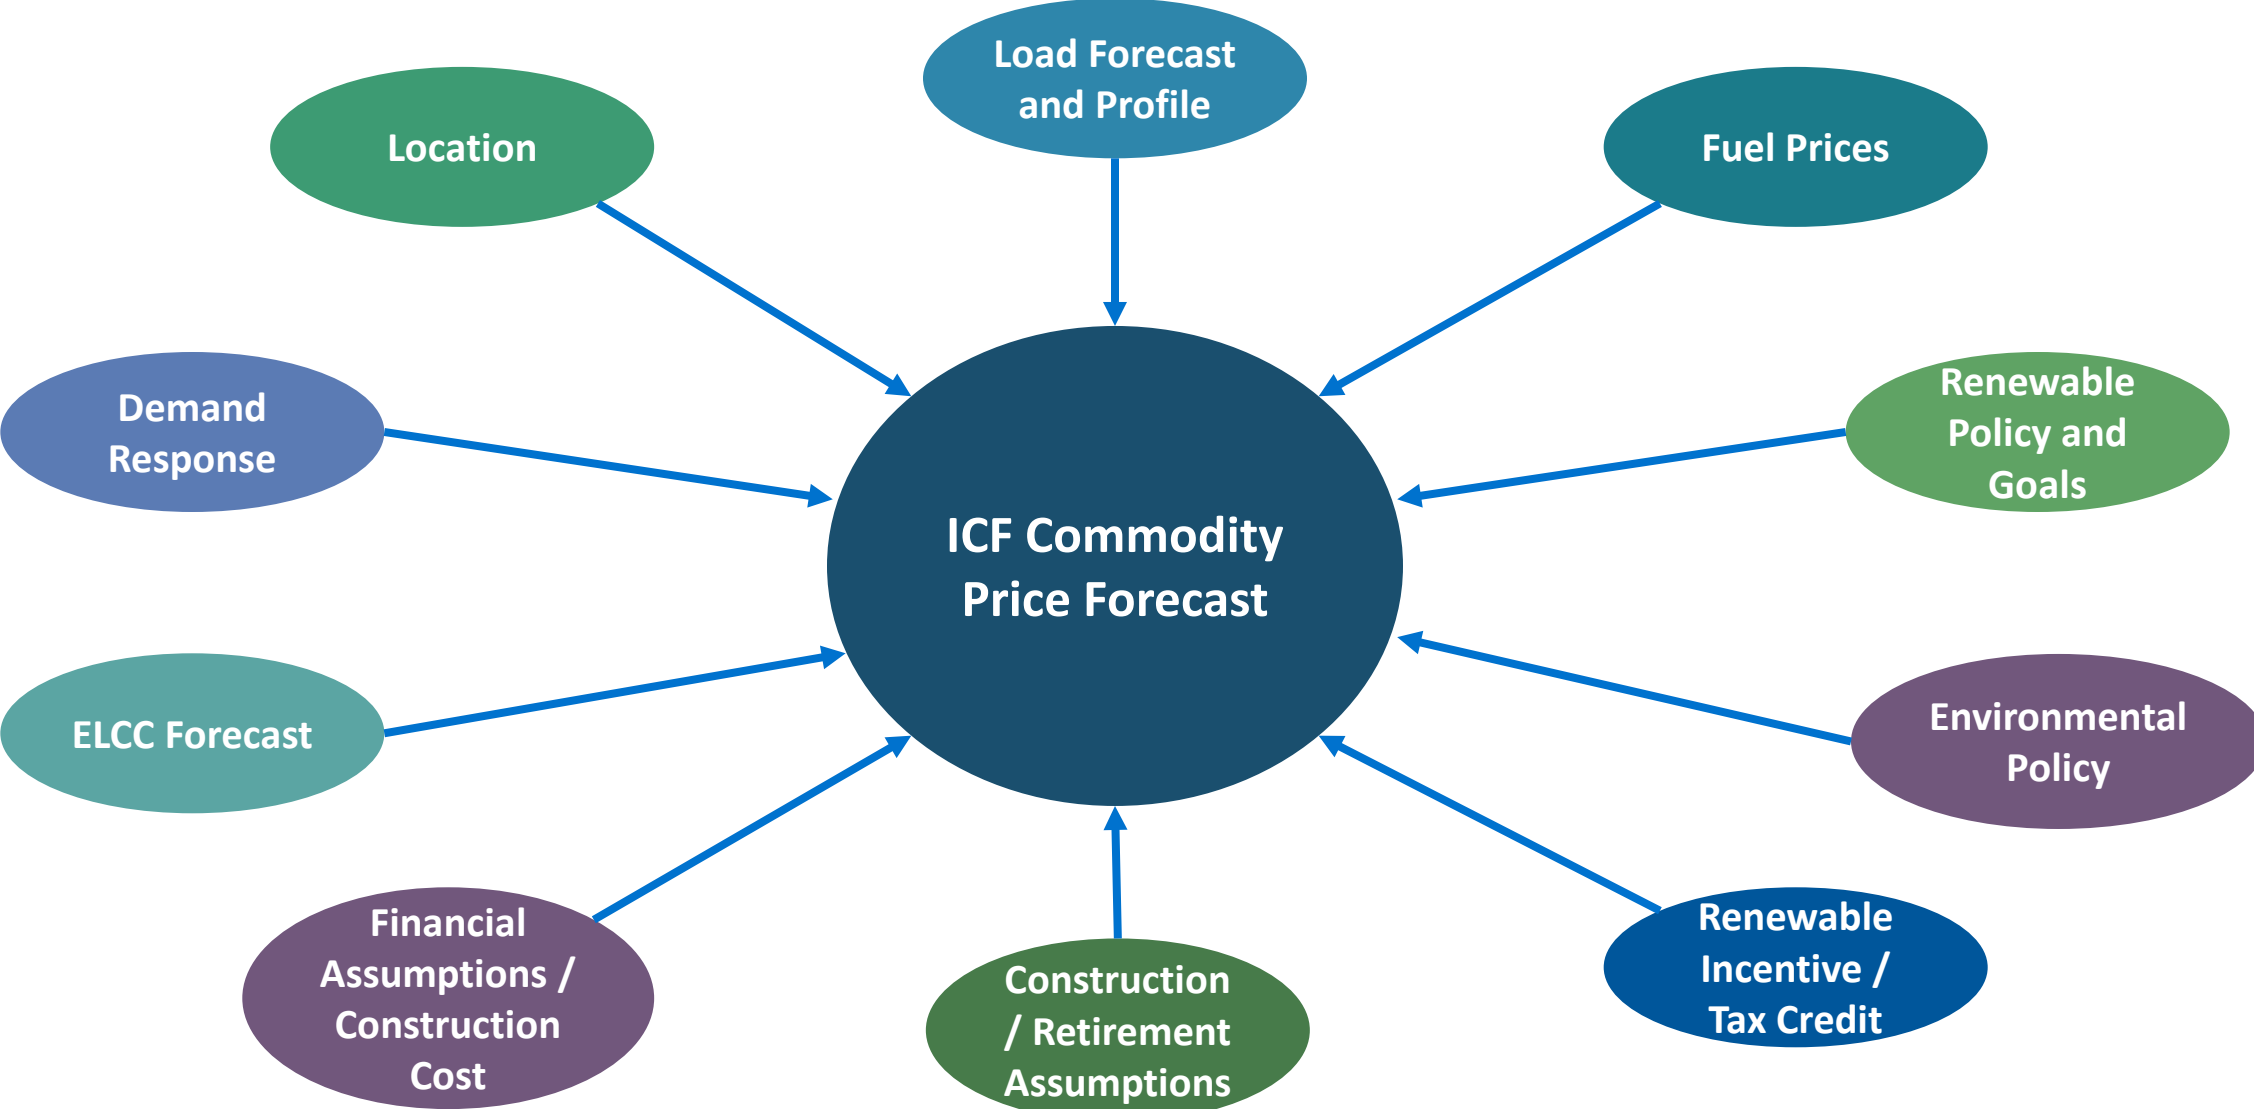 Load Forecast
and Profile
Location
Fuel Prices
Demand
Response
Renewable
Policy and
Goals
ICF Commodity
Price Forecast
ELCC Forecast
Environmental
Policy
Financial
Assumptions /
Construction
Cost
Construction
/ Retirement
Assumptions
Renewable
Incentive /
Tax Credit